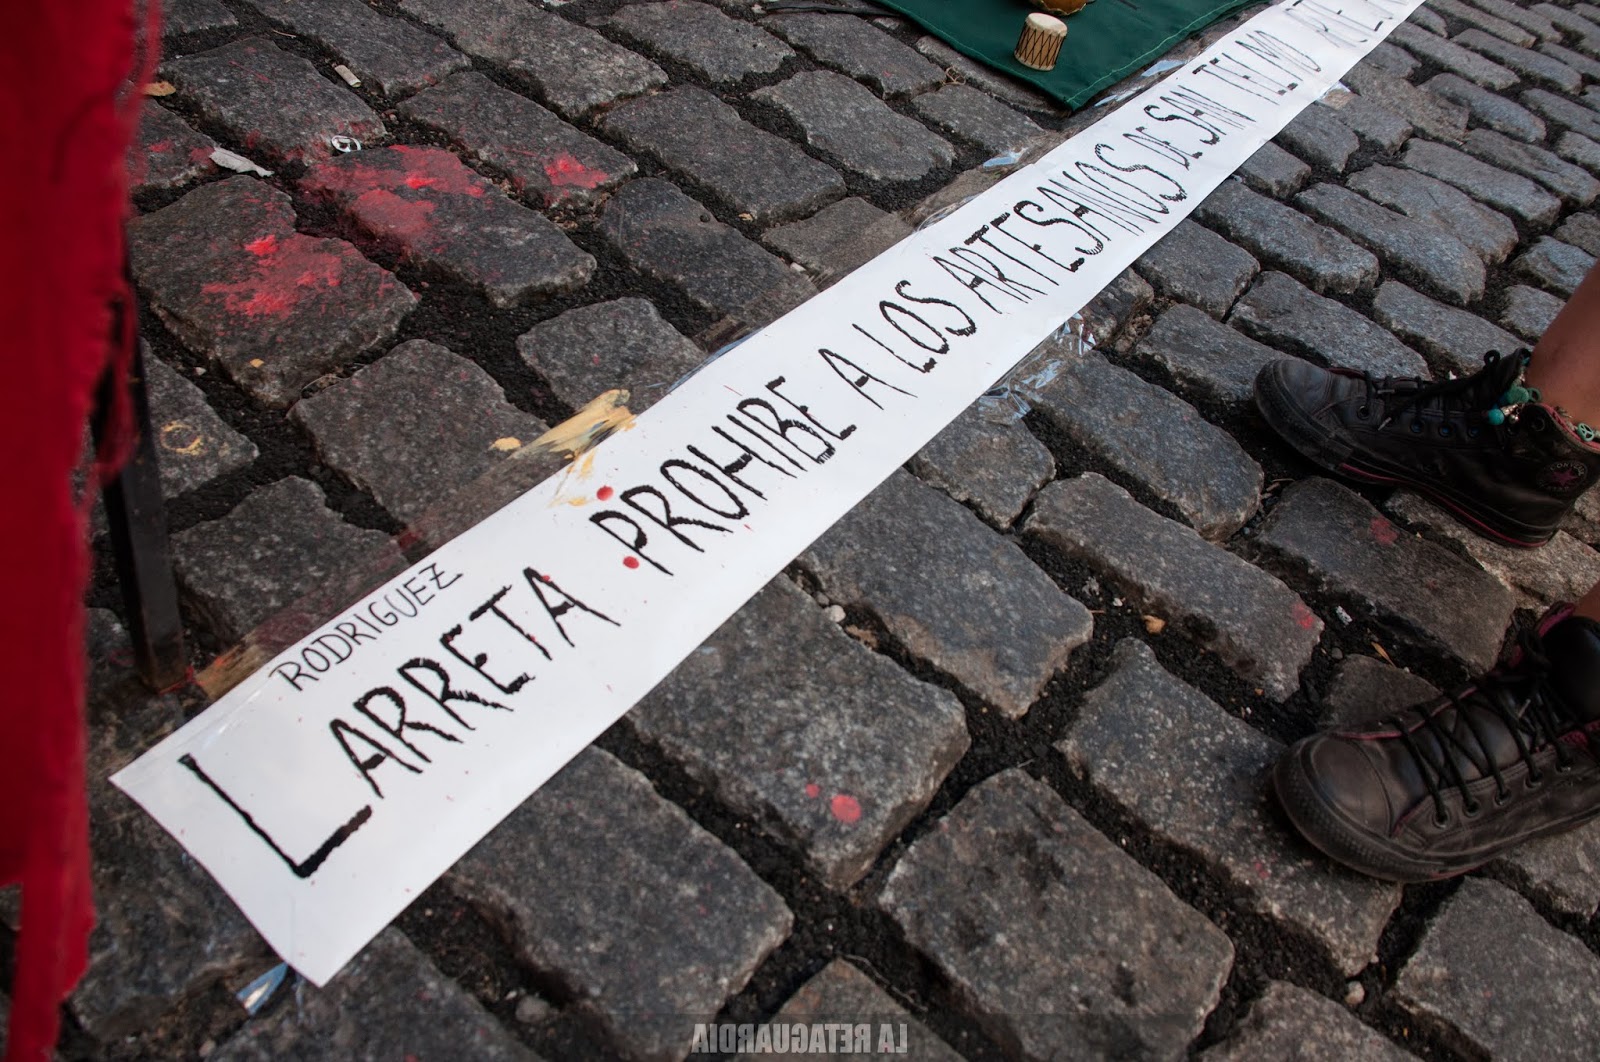 RODRIGUEZ
LARRETA PROHIBE A LOS ARTESANOS DE SAN TELMO
LA RETAGUARDIA